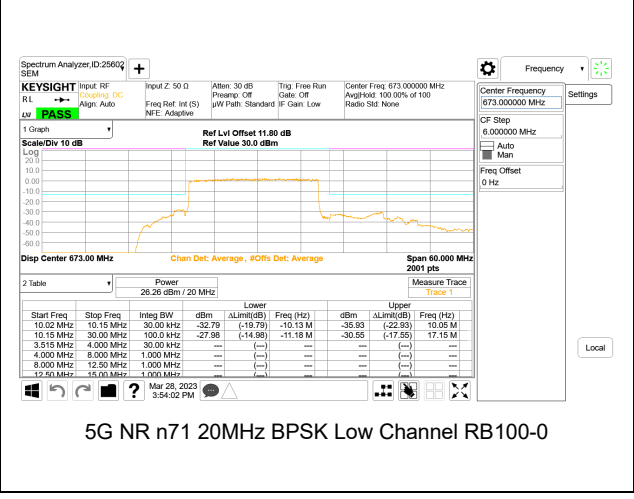 Spectrum Analyzer,ID:25602
SEM
Frequency
KEYSIGHT
R L
LXI
PASS
Input: RF
Coupling: DC
Align: Auto
Input Z: 50 Ω
Freq Ref: Int (S)
NFE: Adaptive
Atten: 30 dB
Preamp: Off
µW Path: Standard
Trig: Free Run
Gate: Off
IF Gain: Low
Center Freq: 673.000000 MHz
Avg|Hold: 100.00% of 100
Radio Std: None
Center Frequency
673.000000 MHz
Settings
CF Step
6.000000 MHz
Auto
Man
Freq Offset
0 Hz
Local
1 Graph
Scale/Div 10 dB
Ref Lvl Offset 11.80 dB
Ref Value 30.0 dBm
Log
20.0
10.0
0.00
-10.0
-20.0
-30.0
-40.0
-50.0
-60.0
Disp Center 673.00 MHz
Chan Det: Average , #Offs Det: Average
Span 60.000 MHz
2001 pts
2 Table
Power
26.26 dBm / 20 MHz
Measure Trace
Trace 1
Lower Upper
Start Freq Stop Freq Integ BW dBm ΔLimit(dB) Freq (Hz) dBm ΔLimit(dB) Freq (Hz)
10.02 MHz 10.15 MHz 30.00 kHz -32.79 (-19.79) -10.13 M -35.93 (-22.93) 10.05 M
10.15 MHz 30.00 MHz 100.0 kHz -27.98 (-14.98) -11.18 M -30.55 (-17.55) 17.15 M
3.515 MHz 4.000 MHz 30.00 kHz --- (---) --- --- (---) ---
4.000 MHz 8.000 MHz 1.000 MHz --- (---) --- --- (---) ---
8.000 MHz 12.50 MHz 1.000 MHz --- (---) --- --- (---) ---
12.50 MHz 15.00 MHz 1.000 MHz --- (---) --- --- (---) ---
?
Mar 28, 2023
3:54:02 PM
5G NR n71 20MHz BPSK Low Channel RB100-0